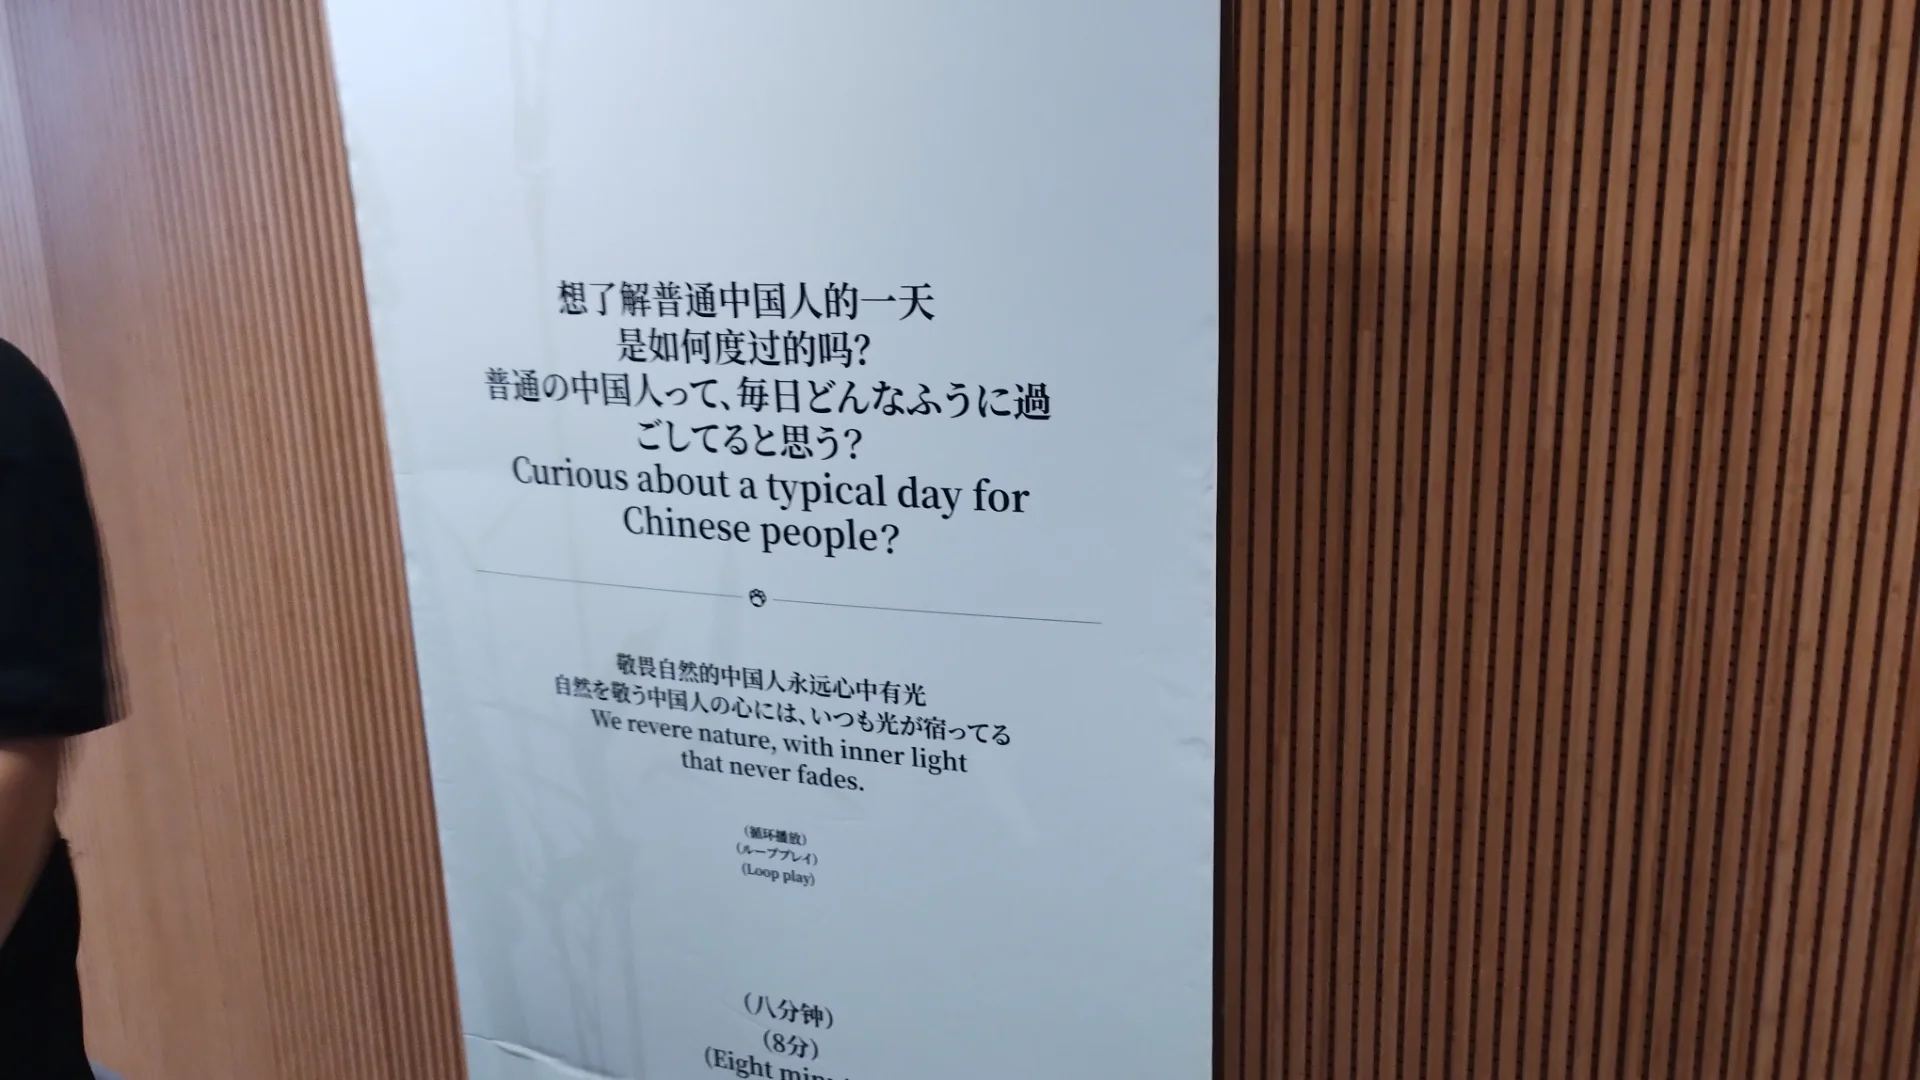 想了解普通中国人的一天
是如何度过的吗?
普通の中国人って、毎日どんなふうに過
ごしてると思う?
Curious about a typical day for
Chinese people?
敬畏自然的中国人永远心中有光
自然を敬う中国人の心には、いつも光が宿ってる
We revere nature, with inner light
that never fades.
(循环播放)
(ループプレイ)
(Loop play)
(八分钟)
(8分)
(Eight